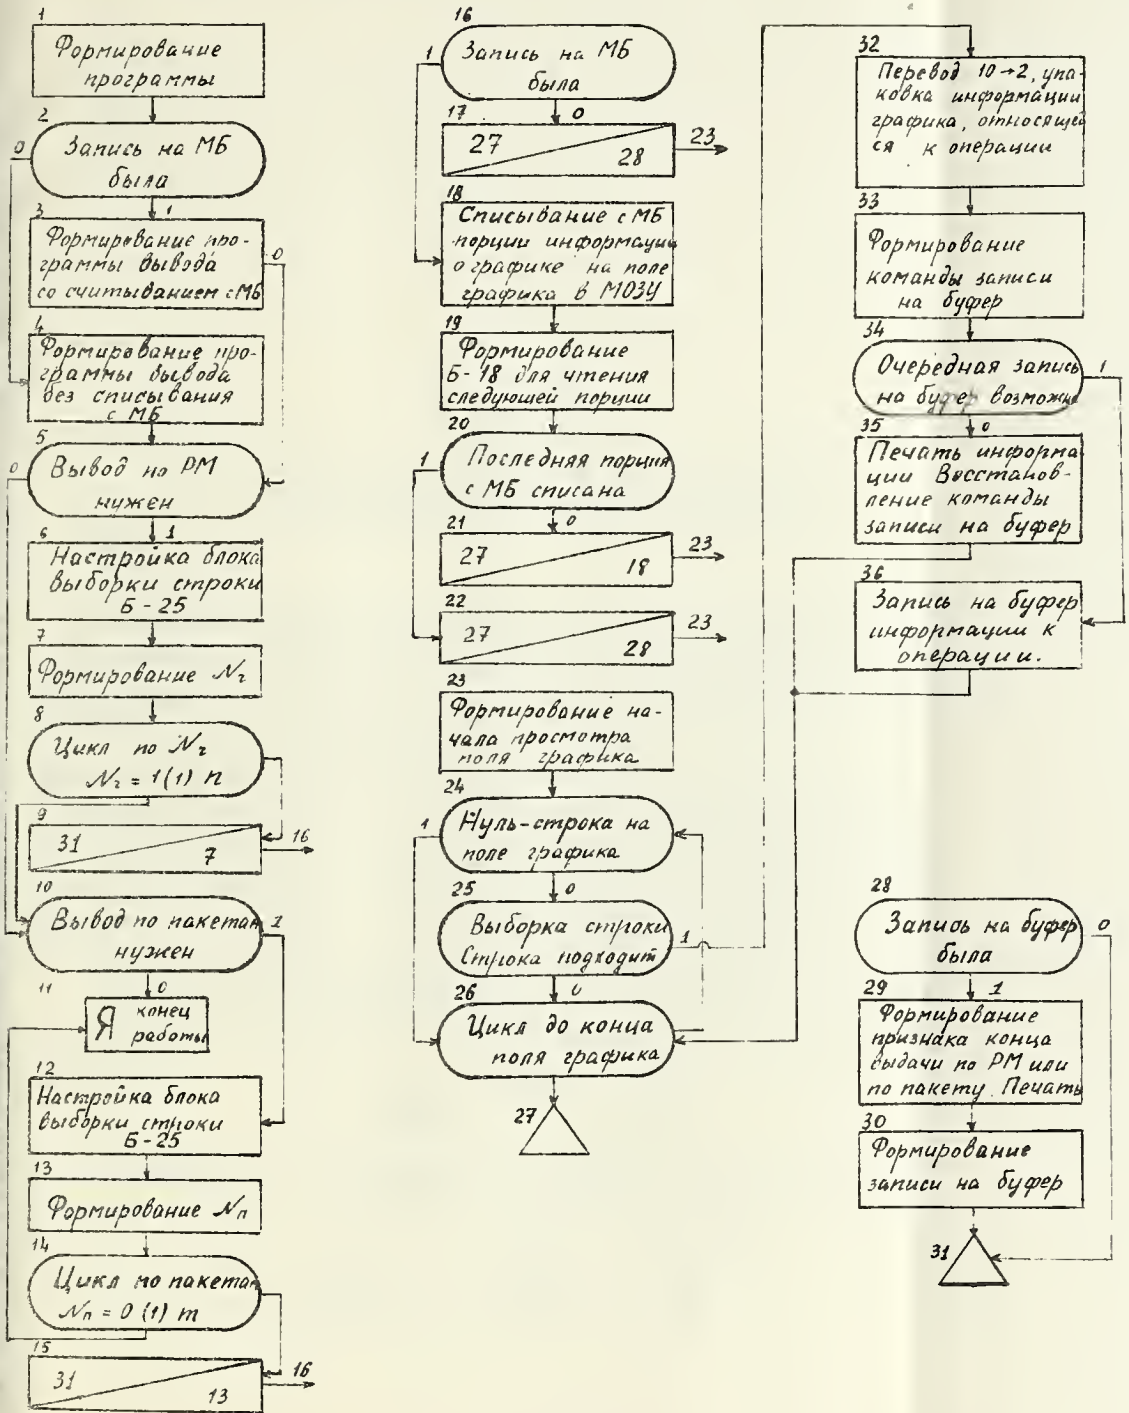 1
Формирование
программы
2
0
Запись на МБ
была
3
1
Формирование про-
граммы вывода
со считыванием с МБ
0
4
Формирование про-
граммы вывода
без списывания
с МБ
5
0
Вывод по РМ
нужен
6
1
Настройка блока
выборки строки
Б-25
7
Формирование Nг
8
Цикл по Nг
Nг = 1(1) n
9
31
7
16
10
Вывод по пакетам
нужен
1
11
0
Я конец
работы
12
Настройка блока
выборки строки
Б-25
13
Формирование Nп
14
Цикл по пакетам
Nп = 0 (1) m
15
31
13
16
16
1
Запись на МБ
была
17
0
27
28
23
18
Списывание с МБ
порции информации
о графике на поле
графика в МОЗУ
19
Формирование
Б-18 для чтения
следующей порции
20
1
Последняя порция
с МБ списана
21
0
27
18
23
22
27
28
23
23
Формирование на-
чала просмотра
поля графика
24
1
Нуль-строка на
поле графика
25
0
Выборка строки
Строка подходит
1
26
0
Цикл до конца
поля графика
27
32
Перевод 10→2, упа-
ковка информации
графика, относящей
ся к операции
33
Формирование
команды записи
на буфер
34
Очередная запись
на буфер возможна
1
35
0
Печать информа
ции Восстанов-
ление команды
записи на буфер
36
Запись на буфер
информации к
операции.
28
Запись на буфер
была
0
29
1
Формирование
признака конца
выдачи по РМ или
по пакету. Печать
30
Формирование
записи на буфер
31